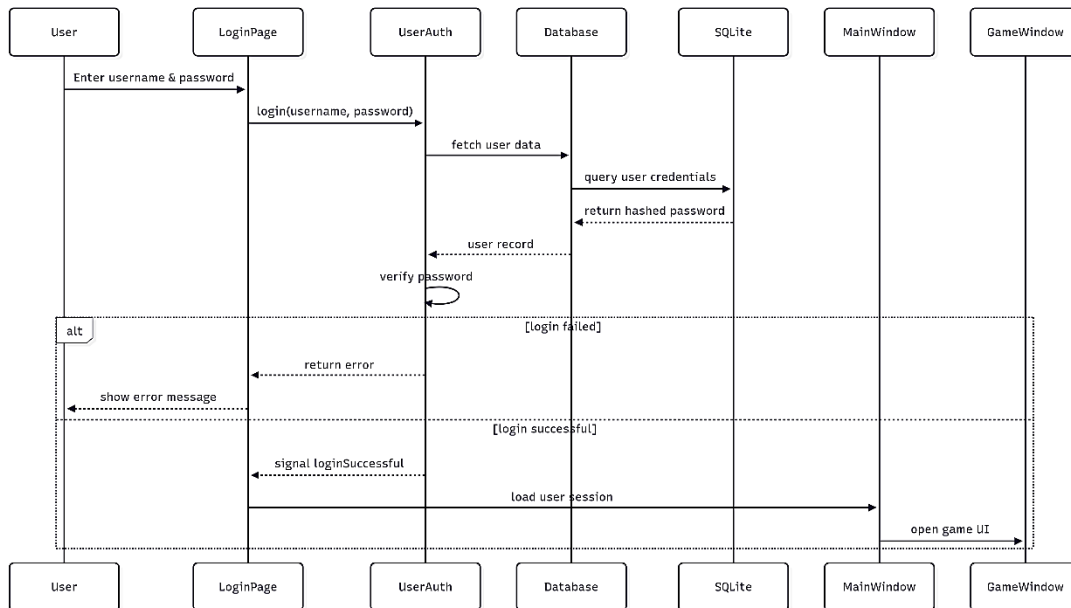 User LoginPage UserAuth Database SQLite MainWindow GameWindow
Enter username & password
login(username, password)
fetch user data
query user credentials
return hashed password
user record
verify password
alt [login failed]
return error
show error message
[login successful]
signal loginSuccessful
load user session
open game UI
User LoginPage UserAuth Database SQLite MainWindow GameWindow